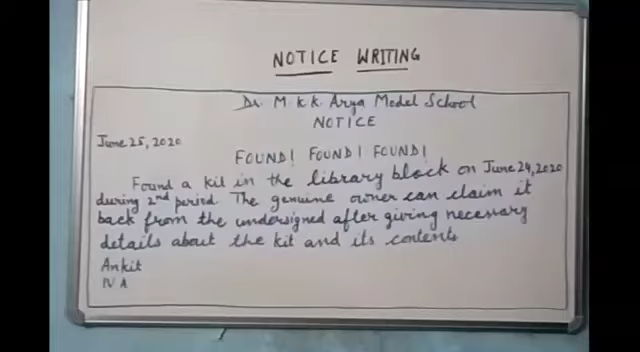 NOTICE WRITING
Dr. M. K. K. Arya Model School
NOTICE
June 25, 2020
FOUND! FOUND! FOUND!
Found a kit in the library block on June 24, 2020
during 2nd period. The genuine owner can claim it
back from the undersigned after giving necessary
details about the kit and its contents
Ankit
IV A